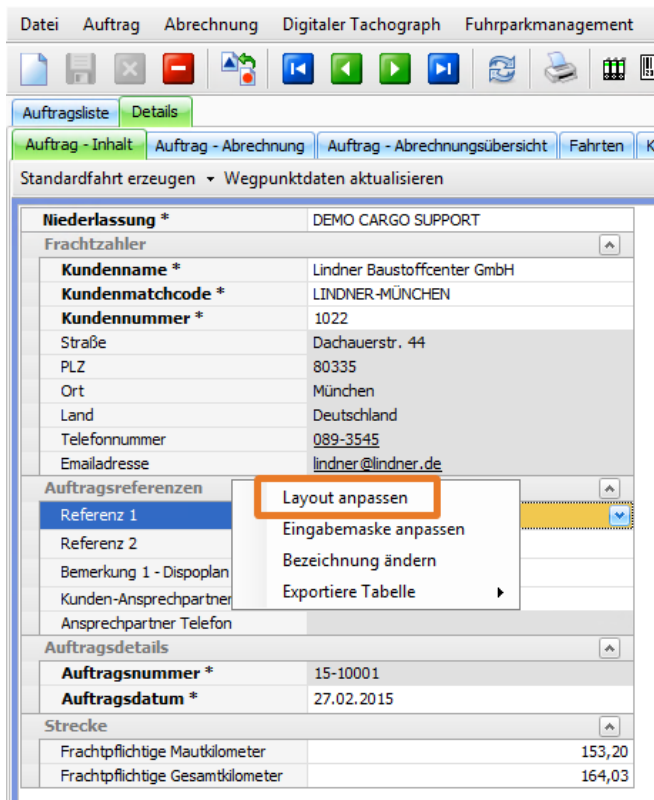 Datei Auftrag Abrechnung Digitaler Tachograph Fuhrparkmanagement
Auftragsliste Details
Auftrag - Inhalt Auftrag - Abrechnung Auftrag - Abrechnungsübersicht Fahrten K
Standardfahrt erzeugen Wegpunktdaten aktualisieren
Niederlassung * DEMO CARGO SUPPORT
Frachtzahler
Kundenname * Lindner Baustoffcenter GmbH
Kundenmatchcode * LINDNER-MÜNCHEN
Kundennummer * 1022
Straße Dachauerstr. 44
PLZ 80335
Ort München
Land Deutschland
Telefonnummer 089-3545
Emailadresse lindner@lindner.de
Auftragsreferenzen
Referenz 1
Referenz 2
Bemerkung 1 - Dispoplan
Kunden-Ansprechpartner
Ansprechpartner Telefon
Layout anpassen
Eingabemaske anpassen
Bezeichnung ändern
Exportiere Tabelle
Auftragsdetails
Auftragsnummer * 15-10001
Auftragsdatum * 27.02.2015
Strecke
Frachtpflichtige Mautkilometer 153,20
Frachtpflichtige Gesamtkilometer 164,03